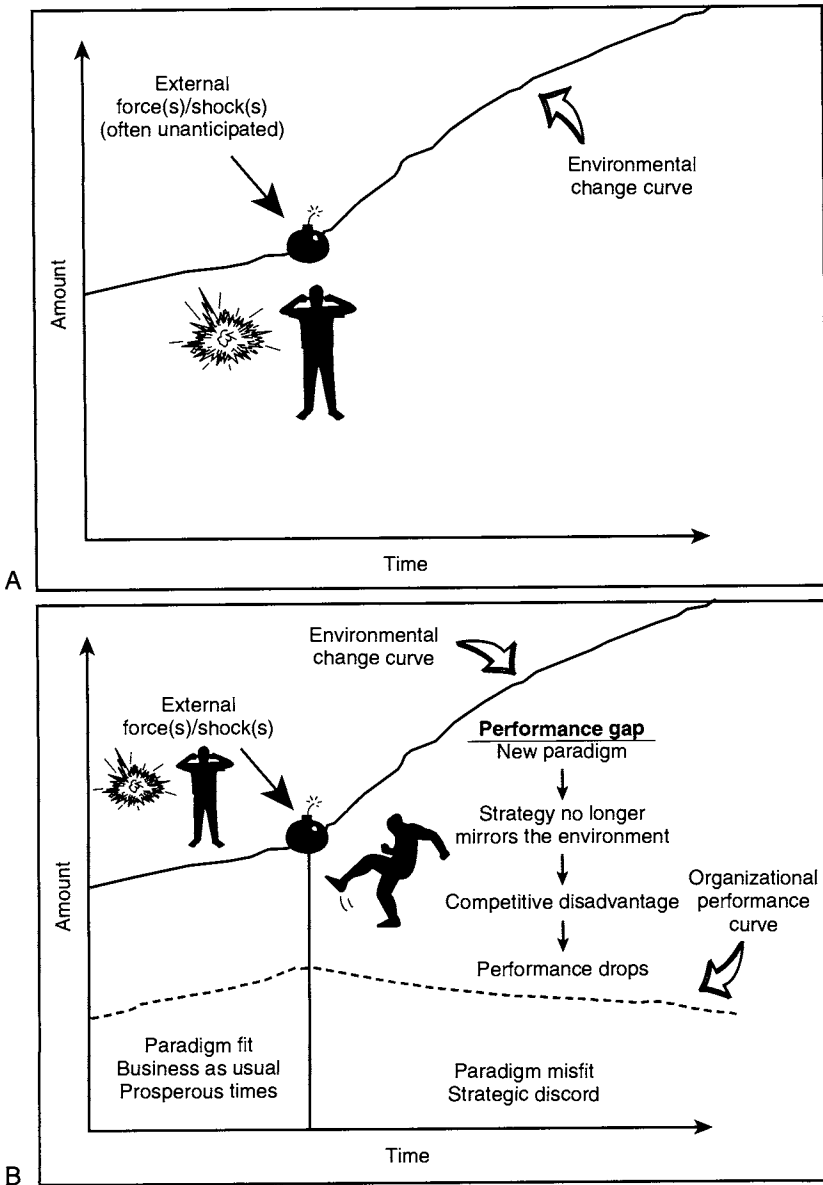 External
force(s)/shock(s)
(often unanticipated)
Environmental
change curve
Amount
Time
A
Environmental
change curve
External
force(s)/shock(s)
Performance gap
New paradigm
Strategy no longer
mirrors the environment
Competitive disadvantage
Performance drops
Organizational
performance
curve
Amount
Paradigm fit
Business as usual
Prosperous times
Paradigm misfit
Strategic discord
Time
B